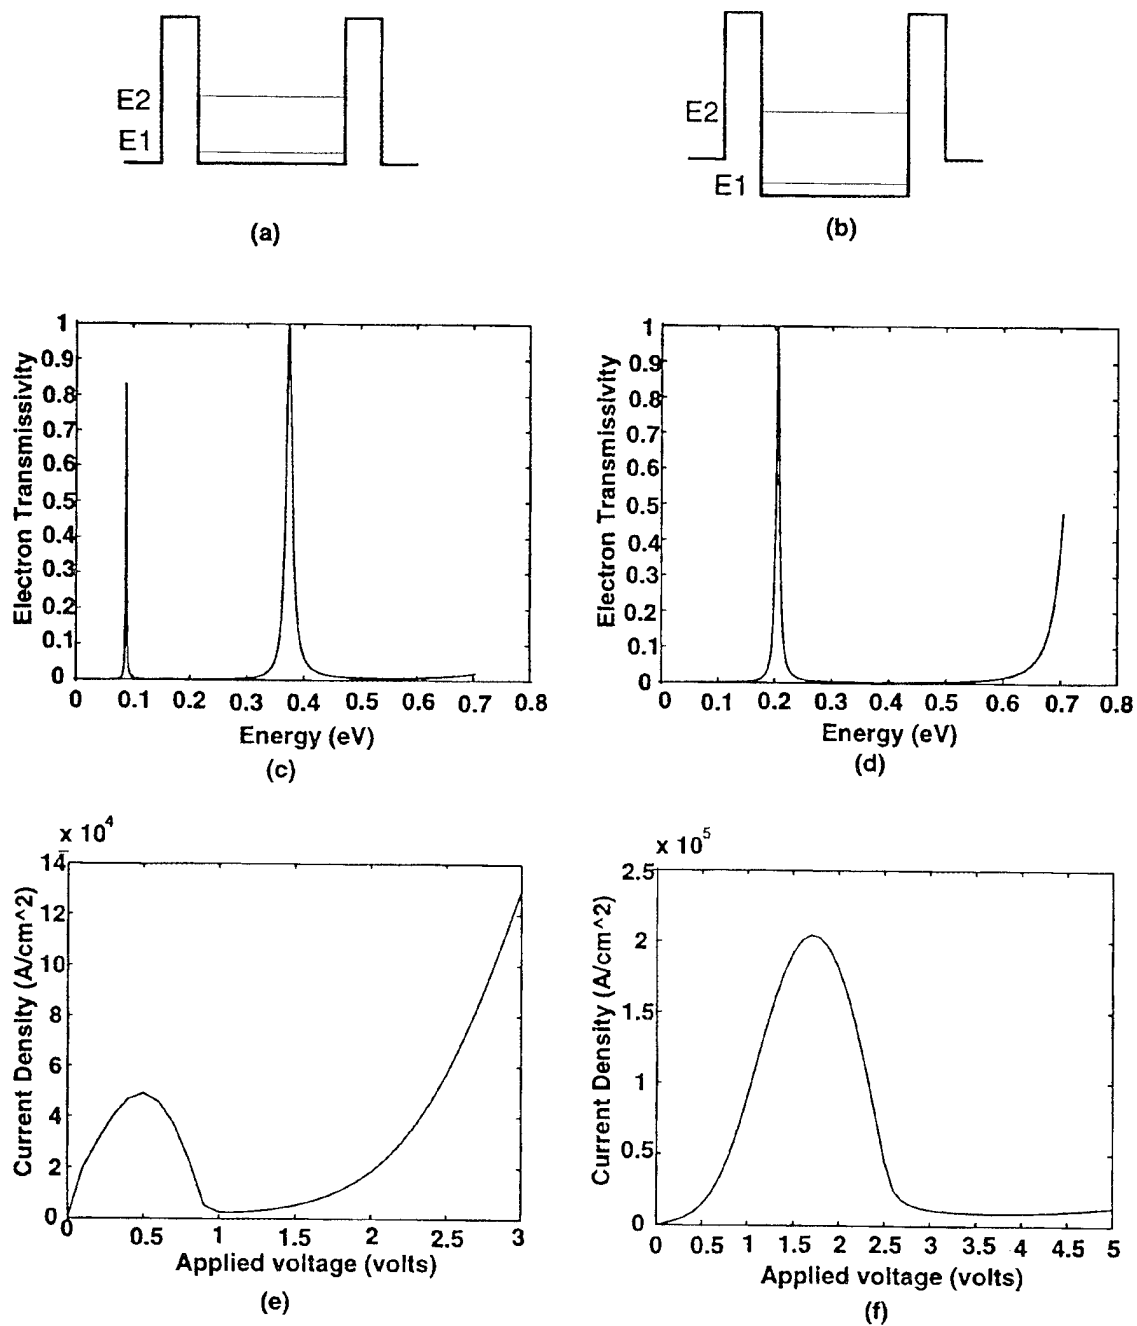 E2
E1
(a)
E2
E1
(b)
Electron Transmissivity
1
0.9
0.8
0.7
0.6
0.5
0.4
0.3
0.2
0.1
0
0 0.1 0.2 0.3 0.4 0.5 0.6 0.7 0.8
Energy (eV)
(c)
Electron Transmissivity
1
0.9
0.8
0.7
0.6
0.5
0.4
0.3
0.2
0.1
0
0 0.1 0.2 0.3 0.4 0.5 0.6 0.7 0.8
Energy (eV)
(d)
x 10^4
Current Density (A/cm^2)
14
12
10
8
6
4
2
0
0 0.5 1 1.5 2 2.5 3
Applied voltage (volts)
(e)
x 10^5
Current Density (A/cm^2)
2.5
2
1.5
1
0.5
0
0 0.5 1 1.5 2 2.5 3 3.5 4 4.5 5
Applied voltage (volts)
(f)